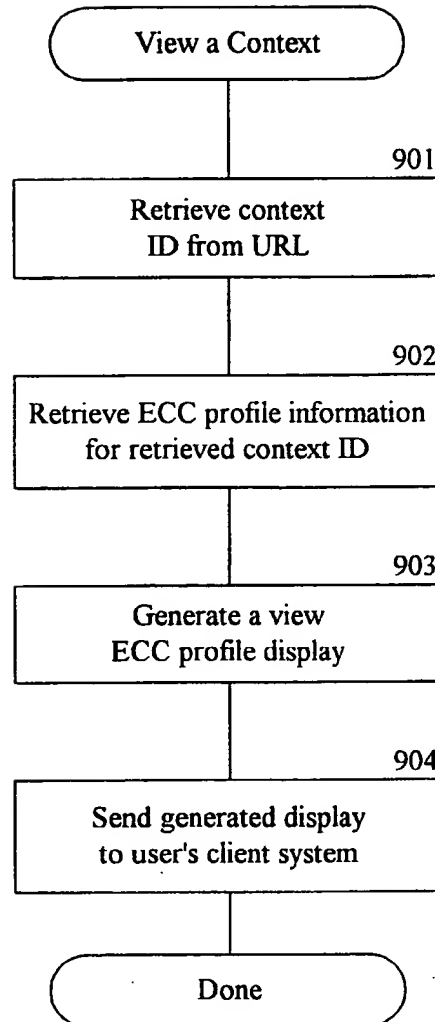 View a Context
901
Retrieve context
ID from URL
902
Retrieve ECC profile information
for retrieved context ID
903
Generate a view
ECC profile display
904
Send generated display
to user's client system
Done